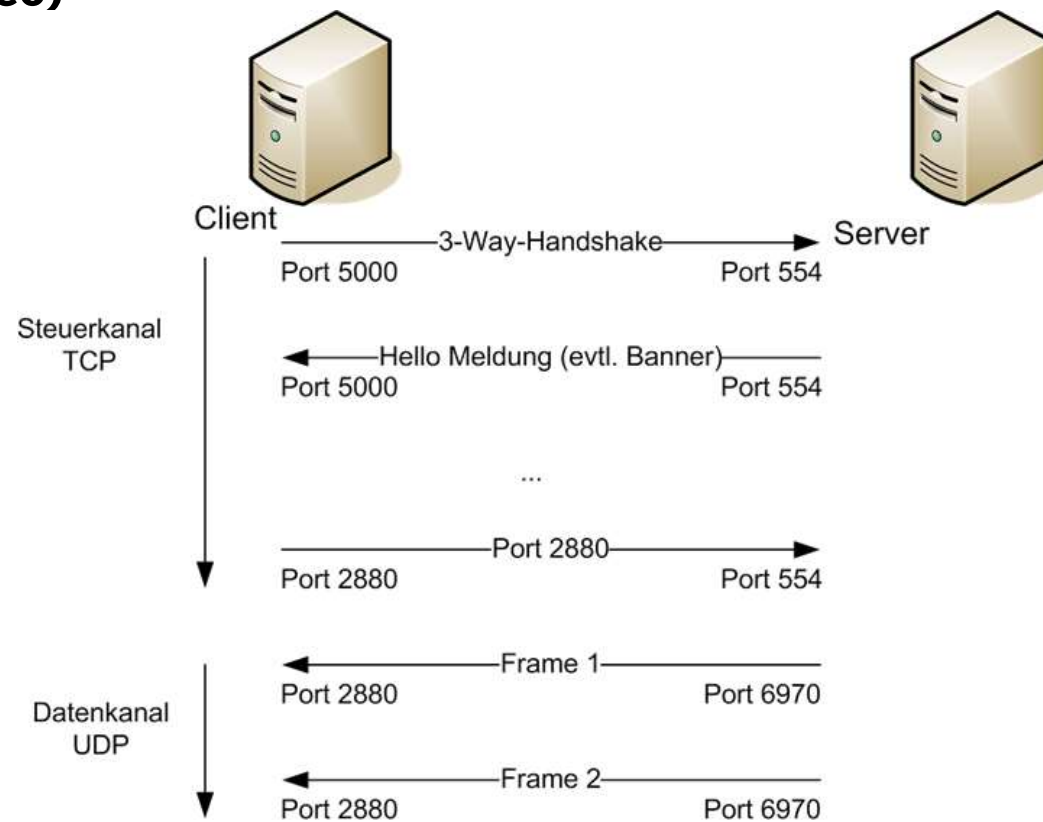 Client
Server
3-Way-Handshake
Port 5000
Port 554
Steuerkanal
TCP
Hello Meldung (evtl. Banner)
Port 5000
Port 554
...
Port 2880
Port 2880
Port 554
Frame 1
Port 2880
Port 6970
Datenkanal
UDP
Frame 2
Port 2880
Port 6970